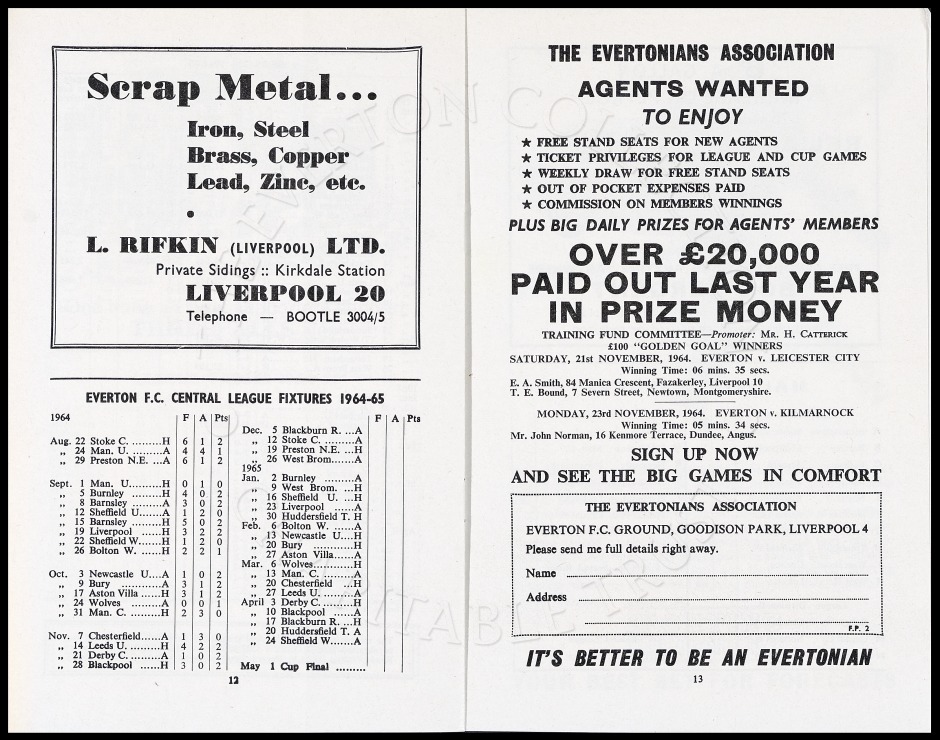 Scrap Metal...
Iron, Steel
Brass, Copper
Lead, Zinc, etc.
L. RIFKIN (LIVERPOOL) LTD.
Private Sidings :: Kirkdale Station
LIVERPOOL 20
Telephone — BOOTLE 3004/5
EVERTON F.C. CENTRAL LEAGUE FIXTURES 1964-65
1964 F A Pts
Aug. 22 Stoke C. .........H 6 1 2
„ 24 Man. U. .........A 4 4 1
„ 29 Preston N.E. ...A 6 1 2
Sept. 1 Man. U..........H 0 1 0
„ 5 Burnley .........H 4 0 2
„ 8 Barnsley .........A 3 0 2
„ 12 Sheffield U.....A 1 2 0
„ 15 Barnsley .........H 5 0 2
„ 19 Liverpool ......H 3 2 2
„ 22 Sheffield W....H 1 2 0
„ 26 Bolton W. ......H 2 2 1
Oct. 3 Newcastle U....A 1 0 2
„ 9 Bury ............A 3 1 2
„ 17 Aston Villa ......H 3 1 2
„ 24 Wolves .........A 0 0 1
„ 31 Man. C. .........H 2 3 0
Nov. 7 Chesterfield......A 1 3 0
„ 14 Leeds U. .........H 4 2 2
„ 21 Derby C..........A 1 0 2
„ 28 Blackpool ......H 3 0 2
F A Pts
Dec. 5 Blackburn R. ...A
„ 12 Stoke C. .........A
„ 19 Preston N.E. ...H
„ 26 West Brom.......A
1965
Jan. 2 Burnley .........A
„ 9 West Brom. ...H
„ 16 Sheffield U. ...H
„ 23 Liverpool ......A
„ 30 Huddersfield T. H
Feb. 6 Bolton W. ......A
„ 13 Newcastle U....H
„ 20 Bury ............H
„ 27 Aston Villa......A
Mar. 6 Wolves............H
„ 13 Man. C. .........A
„ 20 Chesterfield ...H
„ 27 Leeds U. .........A
April 3 Derby C..........H
„ 10 Blackpool ......A
„ 17 Blackburn R. ...H
„ 20 Huddersfield T. A
„ 24 Sheffield W.......A
May 1 Cup Final .........
12
THE EVERTONIANS ASSOCIATION
AGENTS WANTED
TO ENJOY
★ FREE STAND SEATS FOR NEW AGENTS
★ TICKET PRIVILEGES FOR LEAGUE AND CUP GAMES
★ WEEKLY DRAW FOR FREE STAND SEATS
★ OUT OF POCKET EXPENSES PAID
★ COMMISSION ON MEMBERS WINNINGS
PLUS BIG DAILY PRIZES FOR AGENTS' MEMBERS
OVER £20,000
PAID OUT LAST YEAR
IN PRIZE MONEY
TRAINING FUND COMMITTEE—Promoter: MR. H. CATTERICK
£100 "GOLDEN GOAL" WINNERS
SATURDAY, 21st NOVEMBER, 1964. EVERTON v. LEICESTER CITY
Winning Time: 06 mins. 35 secs.
E. A. Smith, 84 Manica Crescent, Fazakerley, Liverpool 10
T. E. Bound, 7 Severn Street, Newtown, Montgomeryshire.
MONDAY, 23rd NOVEMBER, 1964. EVERTON v. KILMARNOCK
Winning Time: 05 mins. 34 secs.
Mr. John Norman, 16 Kenmore Terrace, Dundee, Angus.
SIGN UP NOW
AND SEE THE BIG GAMES IN COMFORT
THE EVERTONIANS ASSOCIATION
EVERTON F.C. GROUND, GOODISON PARK, LIVERPOOL 4
Please send me full details right away.
Name
Address
F.P. 2
IT'S BETTER TO BE AN EVERTONIAN
13